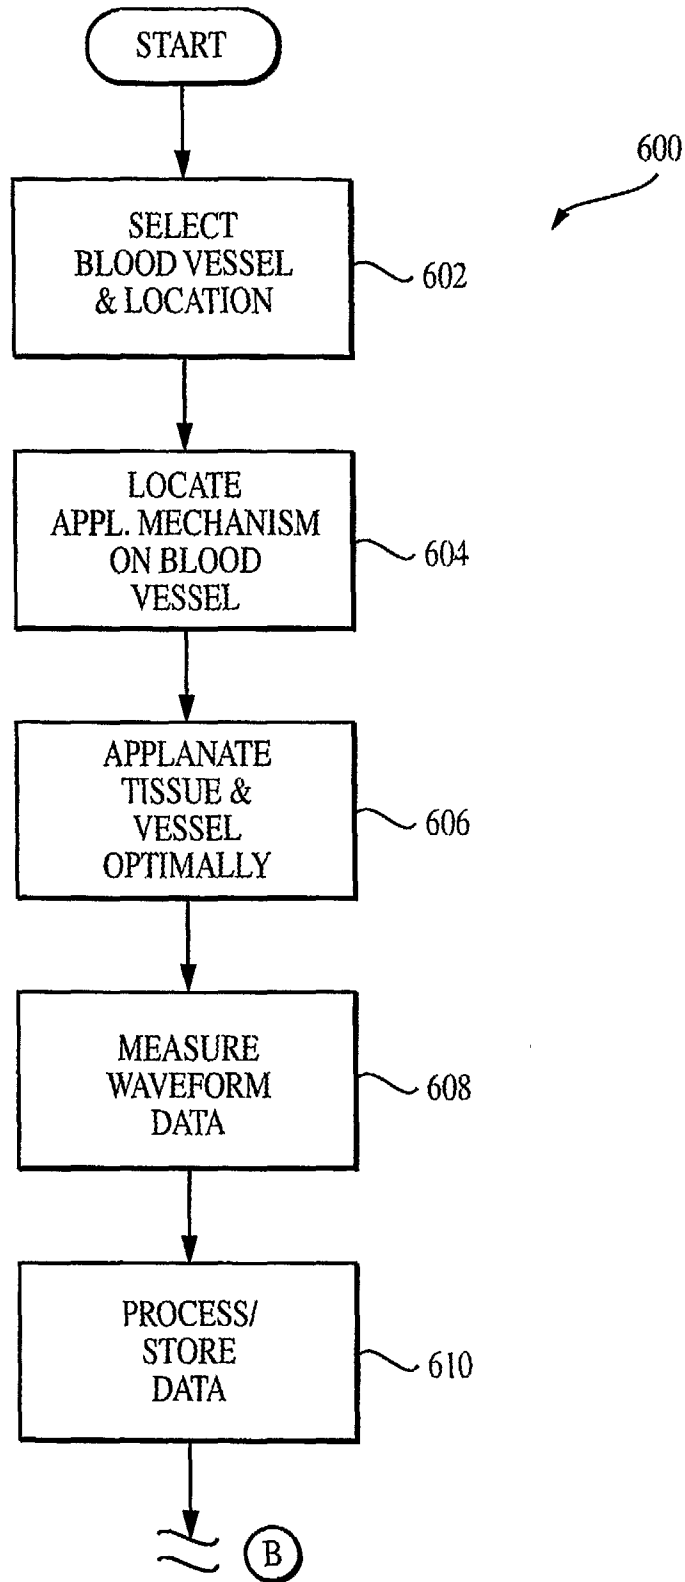 START
600
SELECT
BLOOD VESSEL
& LOCATION
602
LOCATE
APPL. MECHANISM
ON BLOOD
VESSEL
604
APPLANATE
TISSUE &
VESSEL
OPTIMALLY
606
MEASURE
WAVEFORM
DATA
608
PROCESS/
STORE
DATA
610
B